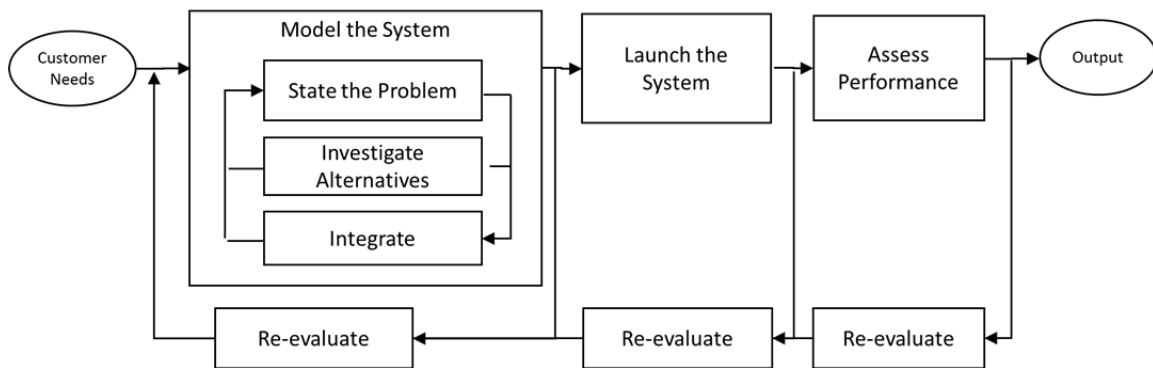 Customer
Needs
Model the System
State the Problem
Investigate
Alternatives
Integrate
Launch the
System
Assess
Performance
Output
Re-evaluate
Re-evaluate
Re-evaluate